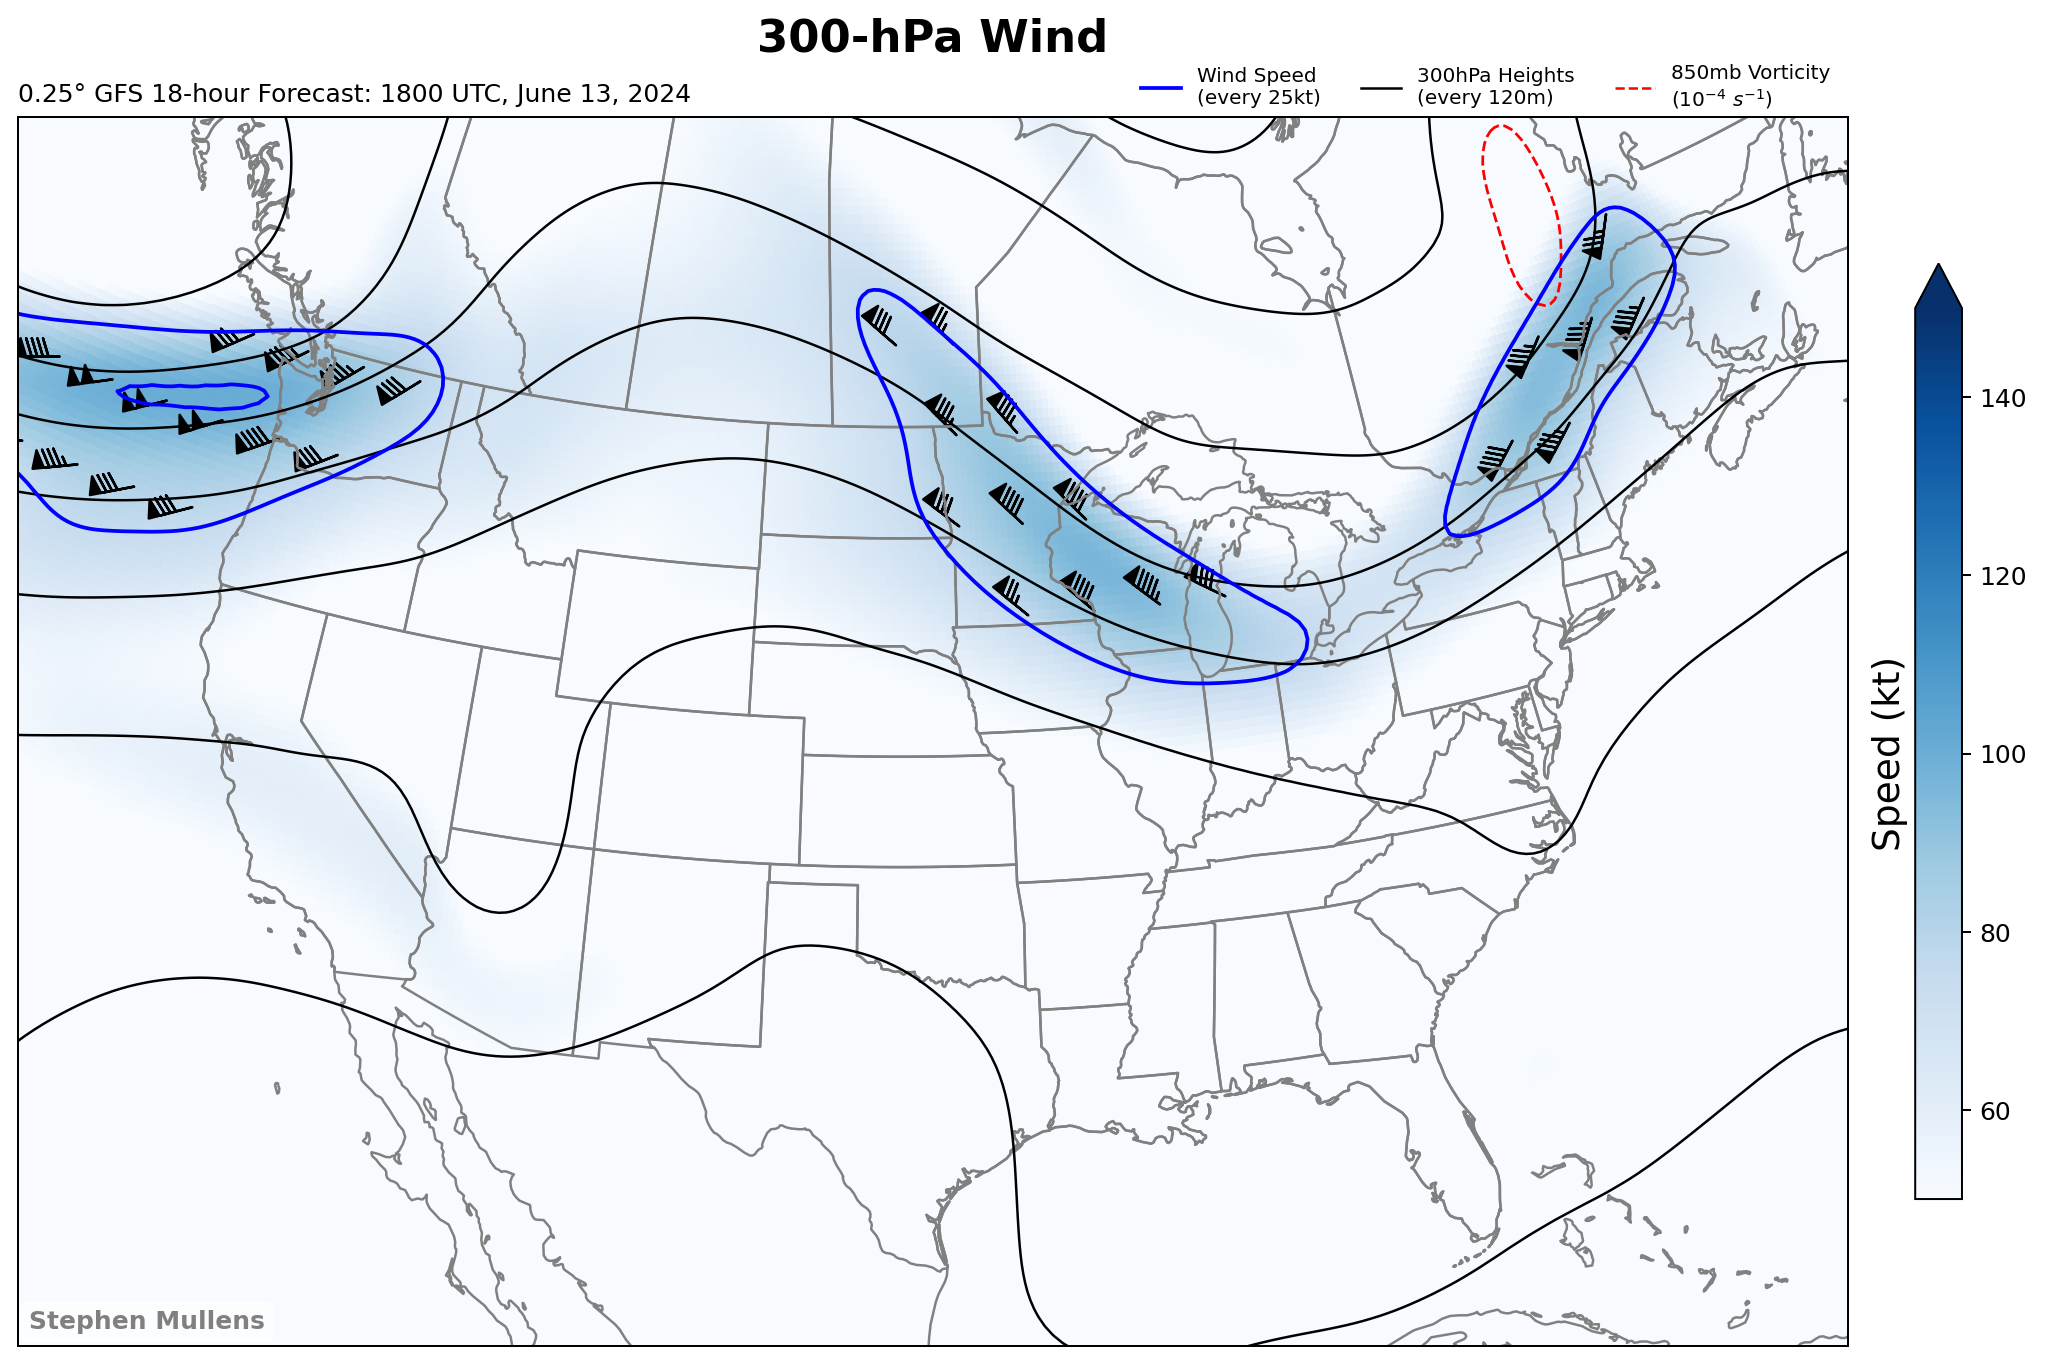 300-hPa Wind
0.25° GFS 18-hour Forecast: 1800 UTC, June 13, 2024
Wind Speed
(every 25kt)
300hPa Heights
(every 120m)
850mb Vorticity
(10⁻⁴ s⁻¹)
140
120
100
80
60
Speed (kt)
Stephen Mullens